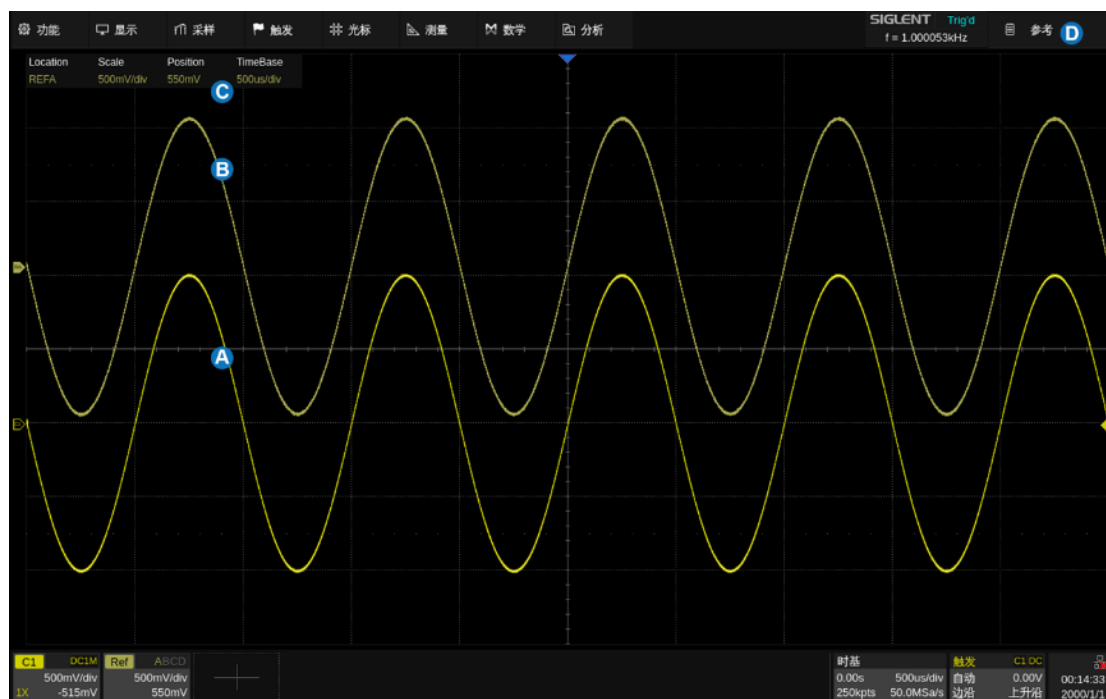 功能 显示 采样 触发 光标 测量 数学 分析 SIGLENT Trig'd 参考 D
f = 1.000053kHz
Location Scale Position TimeBase
REFA 500mV/div 550mV 500us/div
C
B
A
C1 DC1M Ref ABCD 时基 触发 C1 DC
500mV/div 500mV/div 0.00s 500us/div 自动 0.00V 00:14:33
1X -515mV 550mV 250kpts 50.0MSa/s 边沿 上升沿 2000/1/1